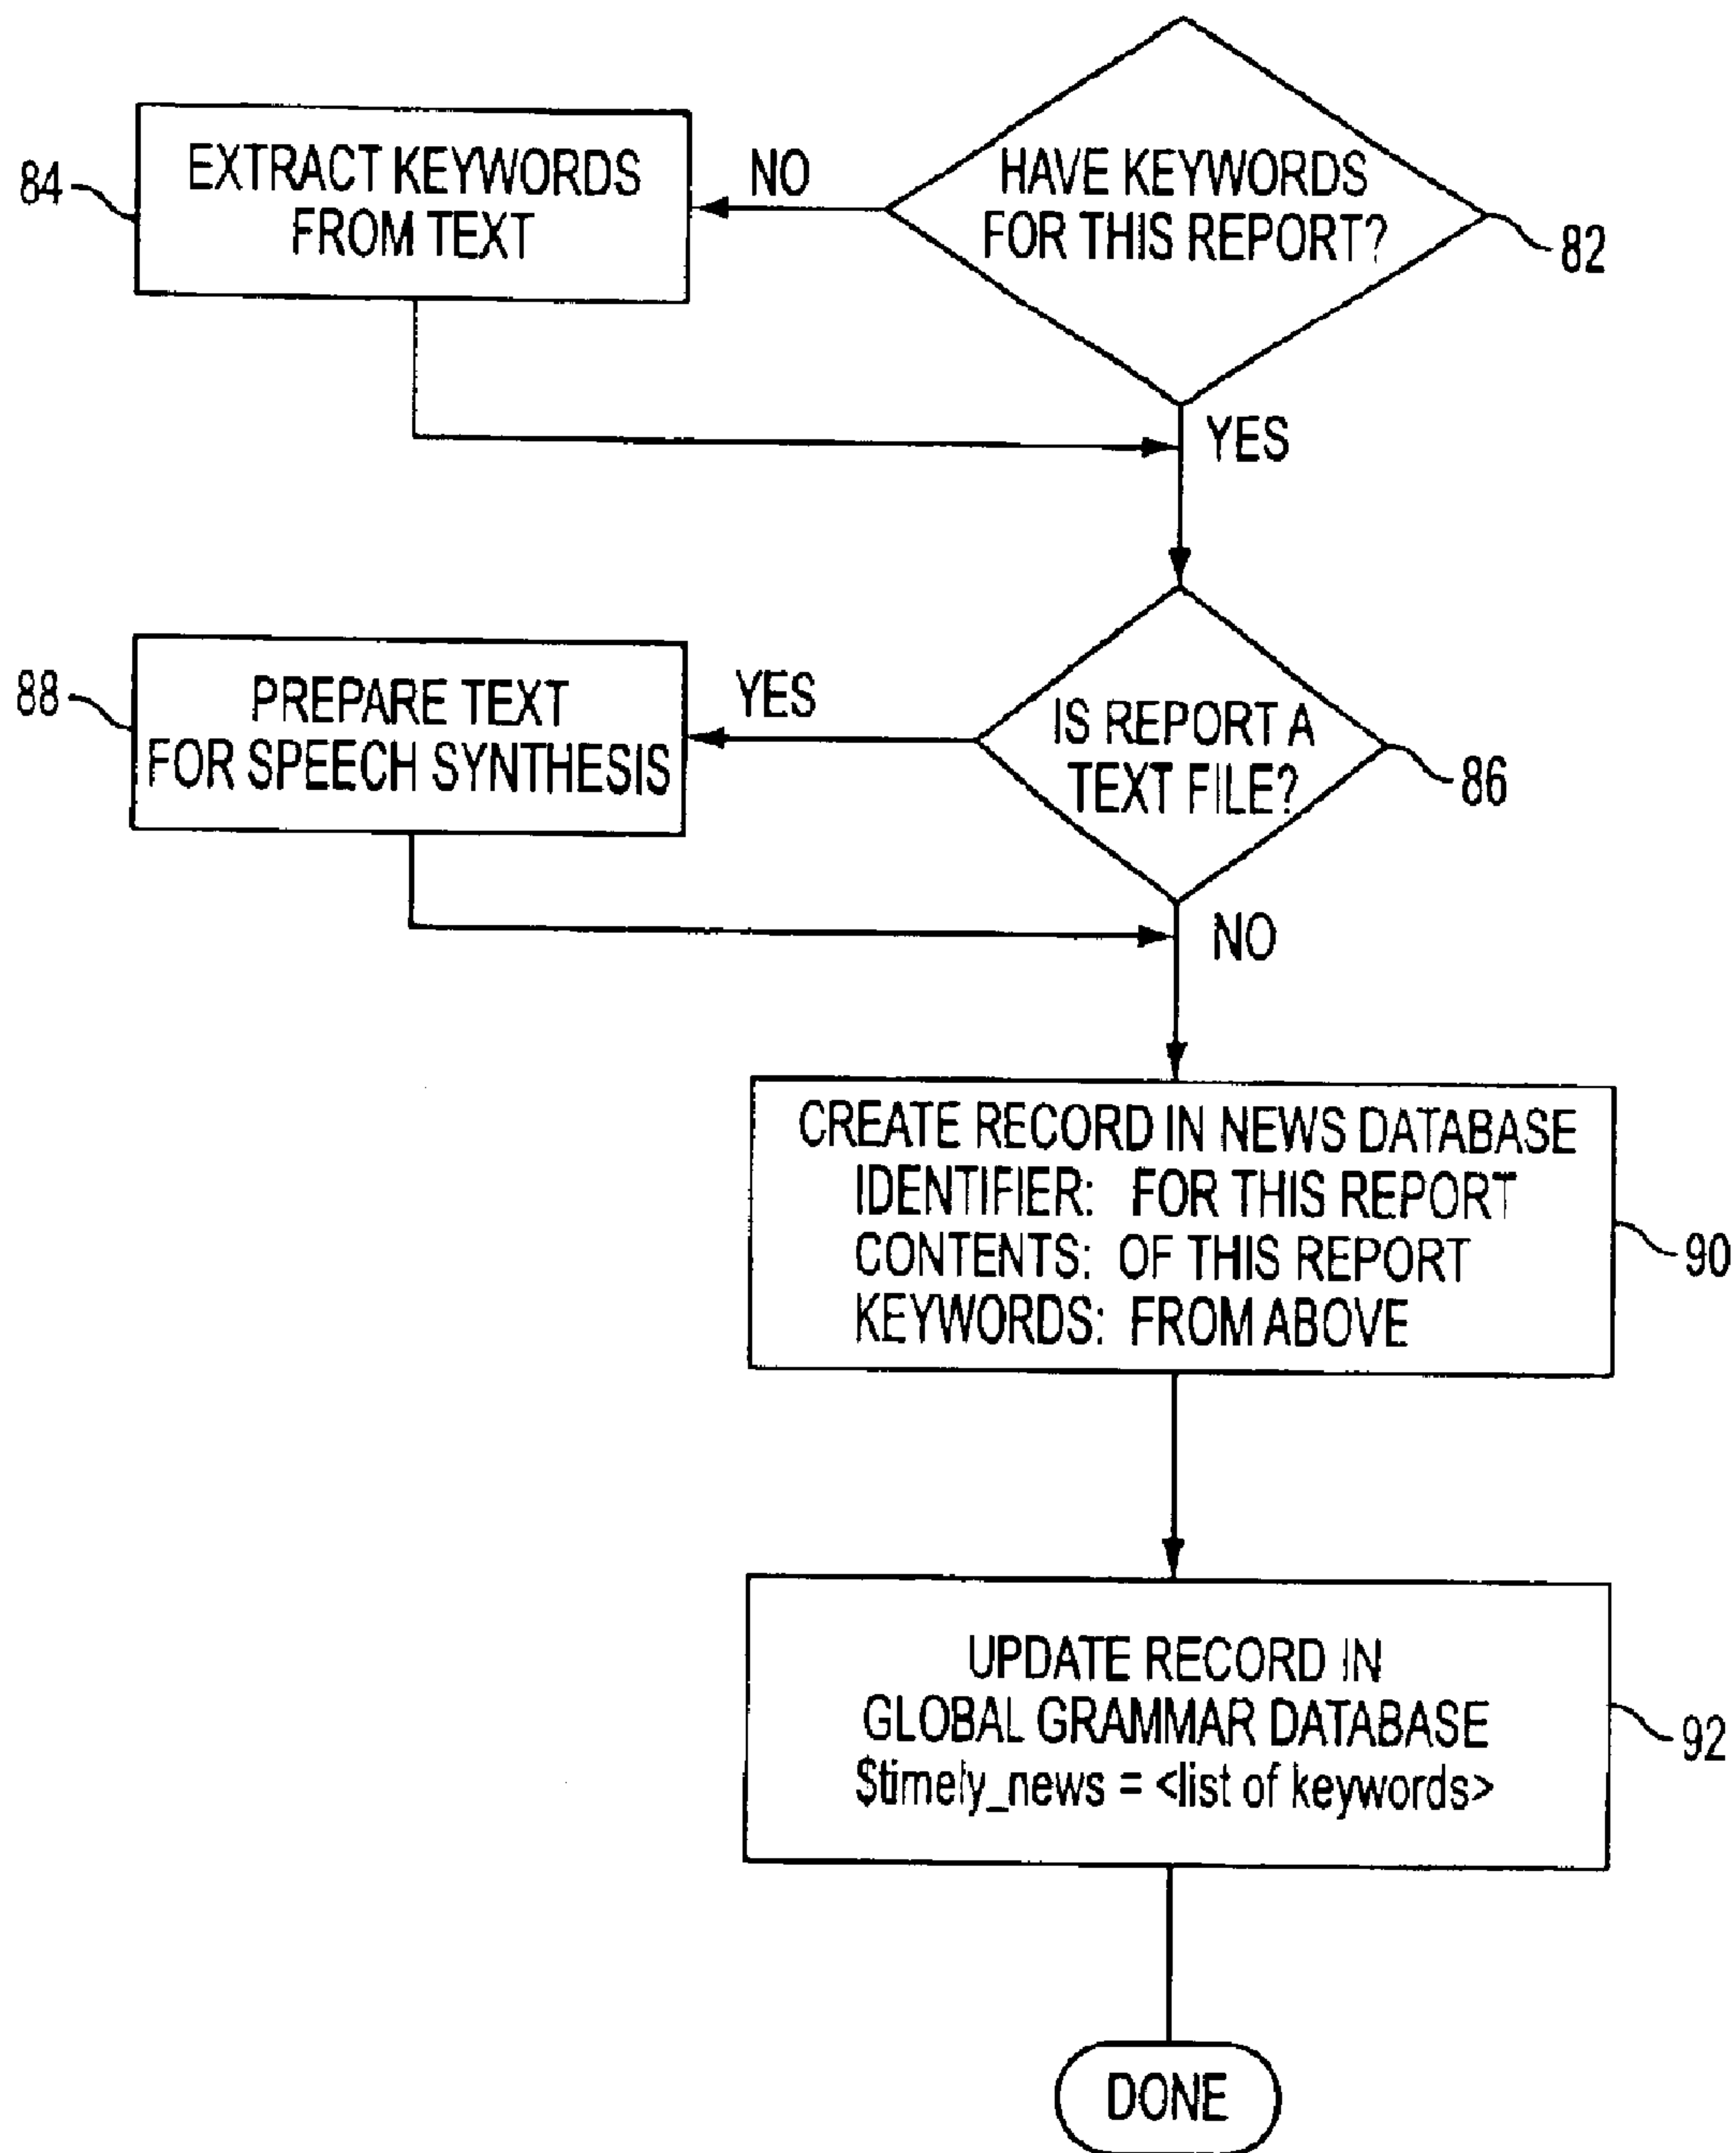 HAVE KEYWORDS
FOR THIS REPORT?
82
NO
EXTRACT KEYWORDS
FROM TEXT
84
YES
IS REPORT A
TEXT FILE?
86
YES
PREPARE TEXT
FOR SPEECH SYNTHESIS
88
NO
CREATE RECORD IN NEWS DATABASE
IDENTIFIER: FOR THIS REPORT
CONTENTS: OF THIS REPORT
KEYWORDS: FROM ABOVE
90
UPDATE RECORD IN
GLOBAL GRAMMAR DATABASE
$timely_news = <list of keywords>
92
DONE